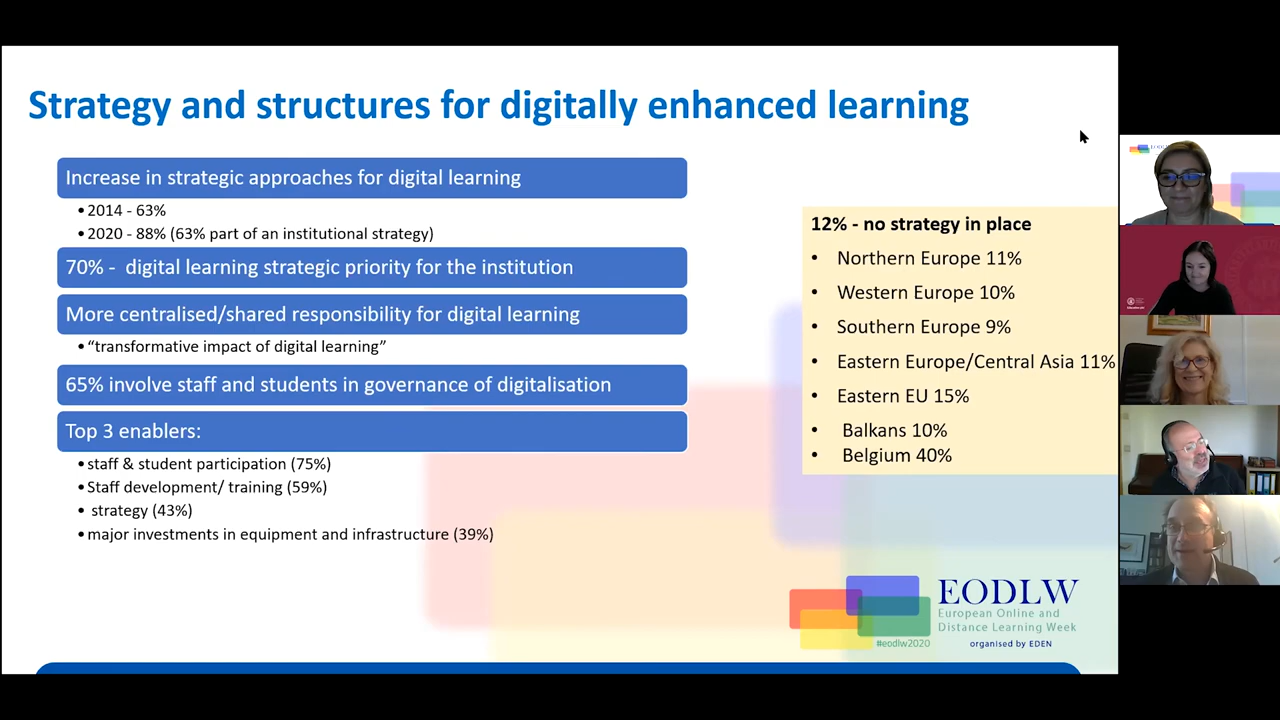 Strategy and structures for digitally enhanced learning
Increase in strategic approaches for digital learning
• 2014 - 63%
• 2020 - 88% (63% part of an institutional strategy)
70% - digital learning strategic priority for the institution
More centralised/shared responsibility for digital learning
• “transformative impact of digital learning”
65% involve staff and students in governance of digitalisation
Top 3 enablers:
• staff & student participation (75%)
• Staff development/ training (59%)
• strategy (43%)
• major investments in equipment and infrastructure (39%)
12% - no strategy in place
• Northern Europe 11%
• Western Europe 10%
• Southern Europe 9%
• Eastern Europe/Central Asia 11%
• Eastern EU 15%
• Balkans 10%
• Belgium 40%
EODLW
European Online and
Distance Learning Week
#eodlw2020
organised by EDEN